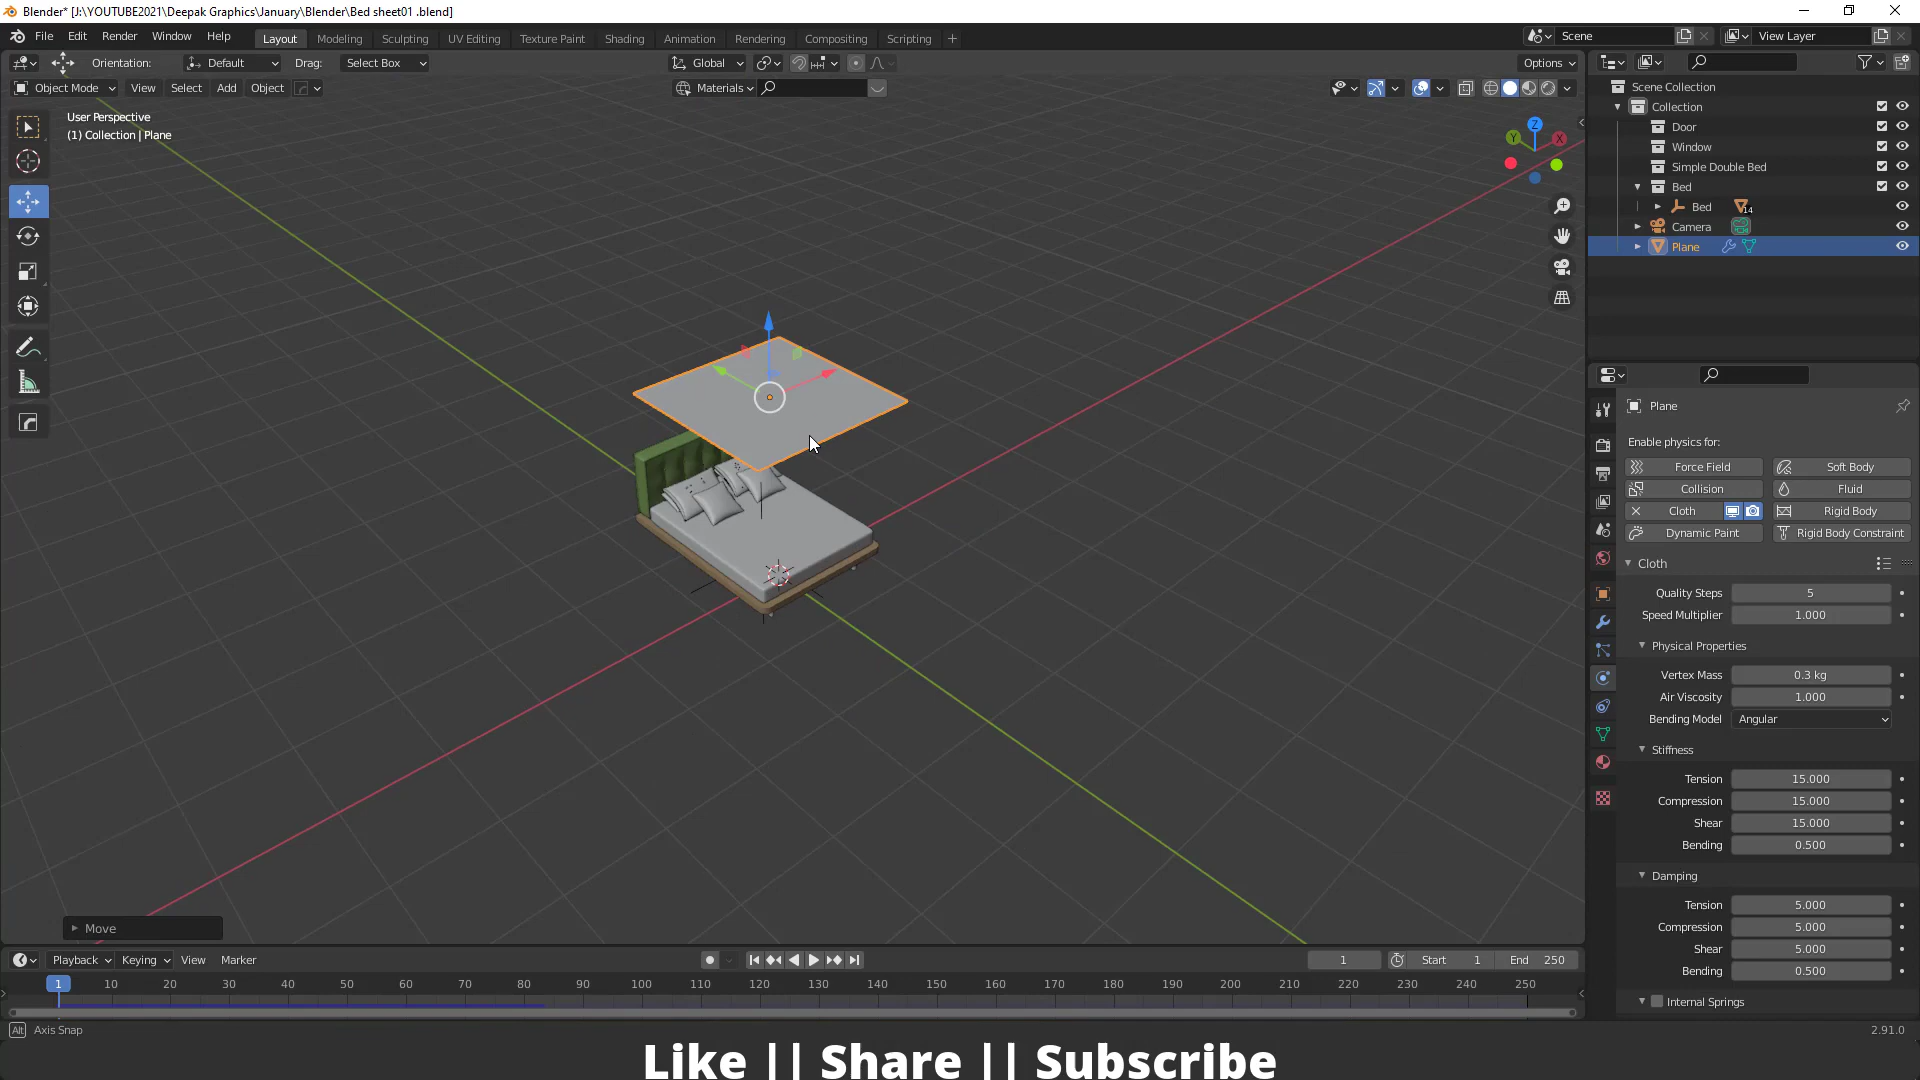 Blender* [J:\YOUTUBE2021\Deepak Graphics\January\Blender\Bed sheet01 .blend]
File Edit Render Window Help
Layout Modeling Sculpting UV Editing Texture Paint Shading Animation Rendering Compositing Scripting +
Scene
View Layer
Orientation: Default Drag: Select Box
Global
Options
Object Mode View Select Add Object
Materials
User Perspective
(1) Collection | Plane
Z
Y
X
Scene Collection
Collection
Door
Window
Simple Double Bed
Bed
Bed 14
Camera
Plane
Plane
Enable physics for:
Force Field Soft Body
Collision Fluid
Cloth Rigid Body
Dynamic Paint Rigid Body Constraint
Cloth
Quality Steps 5
Speed Multiplier 1.000
Physical Properties
Vertex Mass 0.3 kg
Air Viscosity 1.000
Bending Model Angular
Stiffness
Tension 15.000
Compression 15.000
Shear 15.000
Bending 0.500
Damping
Tension 5.000
Compression 5.000
Shear 5.000
Bending 0.500
Internal Springs
Move
Playback Keying View Marker
1 Start 1 End 250
1 10 20 30 40 50 60 70 80 90 100 110 120 130 140 150 160 170 180 190 200 210 220 230 240 250
Alt Axis Snap
2.91.0
Like || Share || Subscribe